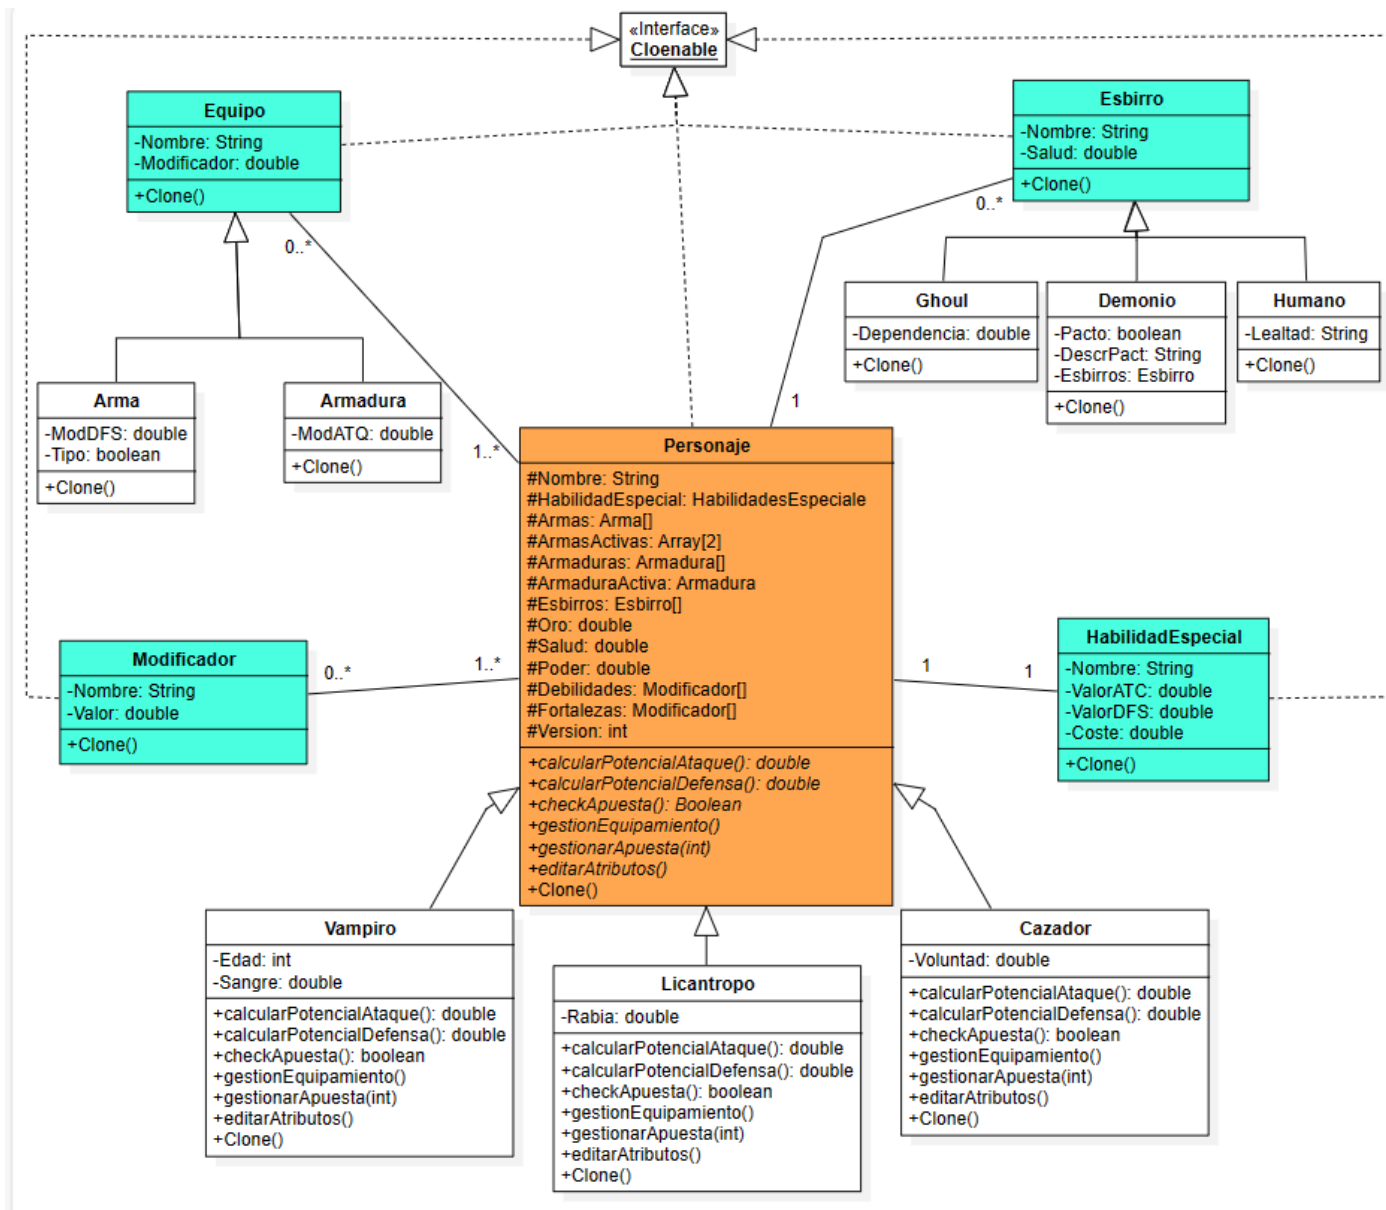 «Interface»
Cloenable
Equipo
-Nombre: String
-Modificador: double
+Clone()
Esbirro
-Nombre: String
-Salud: double
+Clone()
0..*
0..*
Ghoul
-Dependencia: double
+Clone()
Demonio
-Pacto: boolean
-DescrPact: String
-Esbirros: Esbirro
+Clone()
Humano
-Lealtad: String
+Clone()
Arma
-ModDFS: double
-Tipo: boolean
+Clone()
Armadura
-ModATQ: double
+Clone()
1..*
1
Personaje
#Nombre: String
#HabilidadEspecial: HabilidadesEspeciale
#Armas: Arma[]
#ArmasActivas: Array[2]
#Armaduras: Armadura[]
#ArmaduraActiva: Armadura
#Esbirros: Esbirro[]
#Oro: double
#Salud: double
#Poder: double
#Debilidades: Modificador[]
#Fortalezas: Modificador[]
#Version: int
+calcularPotencialAtaque(): double
+calcularPotencialDefensa(): double
+checkApuesta(): Boolean
+gestionEquipamiento()
+gestionarApuesta(int)
+editarAtributos()
+Clone()
Modificador
-Nombre: String
-Valor: double
+Clone()
0..*
1..*
1
1
HabilidadEspecial
-Nombre: String
-ValorATC: double
-ValorDFS: double
-Coste: double
+Clone()
Vampiro
-Edad: int
-Sangre: double
+calcularPotencialAtaque(): double
+calcularPotencialDefensa(): double
+checkApuesta(): boolean
+gestionEquipamiento()
+gestionarApuesta(int)
+editarAtributos()
+Clone()
Licantropo
-Rabia: double
+calcularPotencialAtaque(): double
+calcularPotencialDefensa(): double
+checkApuesta(): boolean
+gestionEquipamiento()
+gestionarApuesta(int)
+editarAtributos()
+Clone()
Cazador
-Voluntad: double
+calcularPotencialAtaque(): double
+calcularPotencialDefensa(): double
+checkApuesta(): boolean
+gestionEquipamiento()
+gestionarApuesta(int)
+editarAtributos()
+Clone()